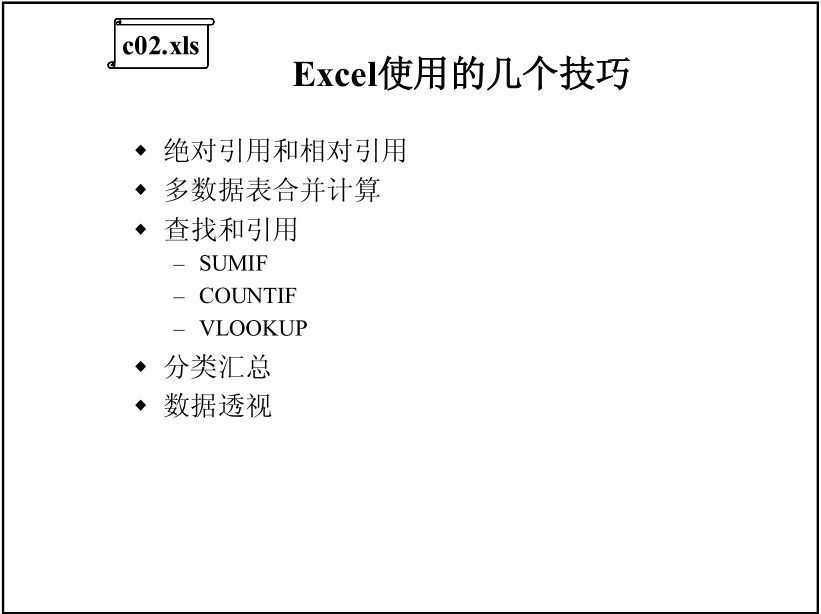 c02.xls
Excel使用的几个技巧
◆ 绝对引用和相对引用
◆ 多数据表合并计算
◆ 查找和引用
– SUMIF
– COUNTIF
– VLOOKUP
◆ 分类汇总
◆ 数据透视